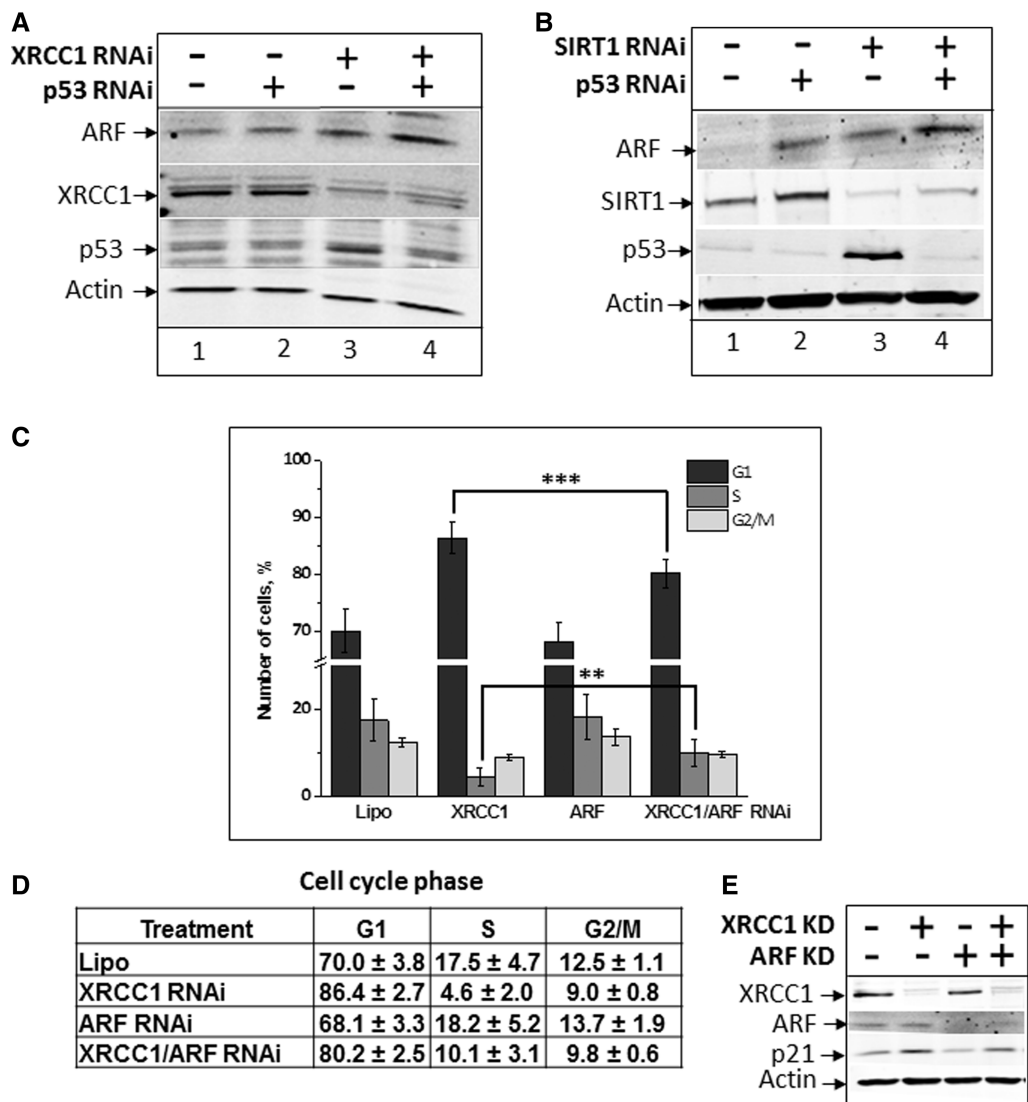 A
XRCC1 RNAi - - + +
p53 RNAi - + - +
ARF
XRCC1
p53
Actin
1 2 3 4
B
SIRT1 RNAi - - + +
p53 RNAi - + - +
ARF
SIRT1
p53
Actin
1 2 3 4
C
Number of cells, %
100
90
80
70
20
0
***
**
G1
S
G2/M
Lipo XRCC1 ARF XRCC1/ARF RNAi
D
Cell cycle phase
Treatment G1 S G2/M
Lipo 70.0 ± 3.8 17.5 ± 4.7 12.5 ± 1.1
XRCC1 RNAi 86.4 ± 2.7 4.6 ± 2.0 9.0 ± 0.8
ARF RNAi 68.1 ± 3.3 18.2 ± 5.2 13.7 ± 1.9
XRCC1/ARF RNAi 80.2 ± 2.5 10.1 ± 3.1 9.8 ± 0.6
E
XRCC1 KD - + - +
ARF KD - - + +
XRCC1
ARF
p21
Actin